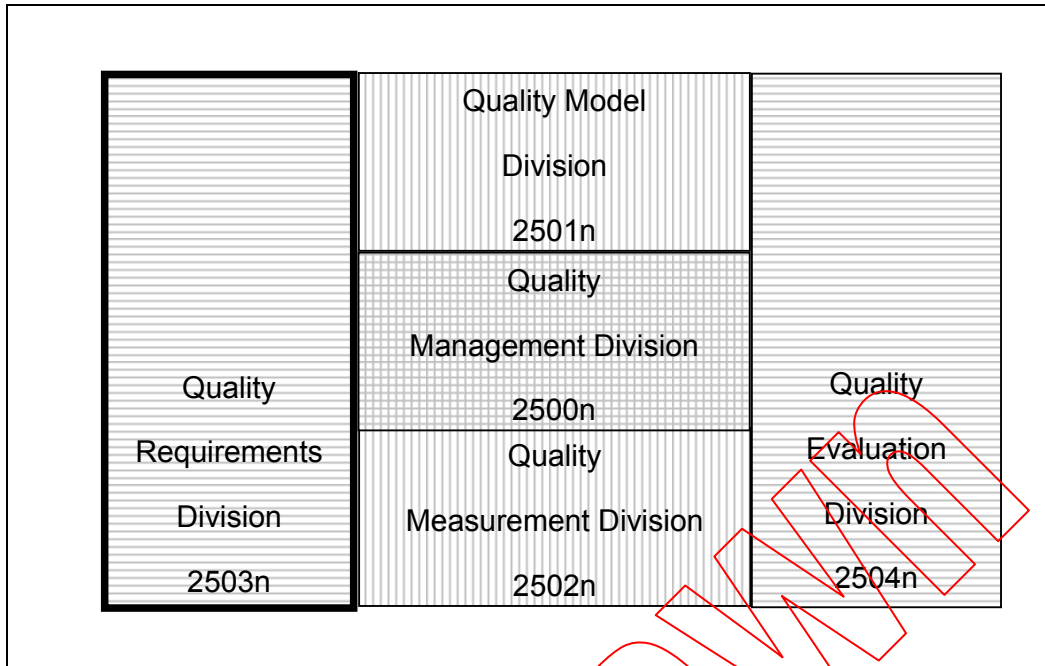 Quality Model
Division
2501n
Quality
Management Division
2500n
Quality
Requirements
Division
2503n
Quality
Measurement Division
2502n
Quality
Evaluation
Division
2504n